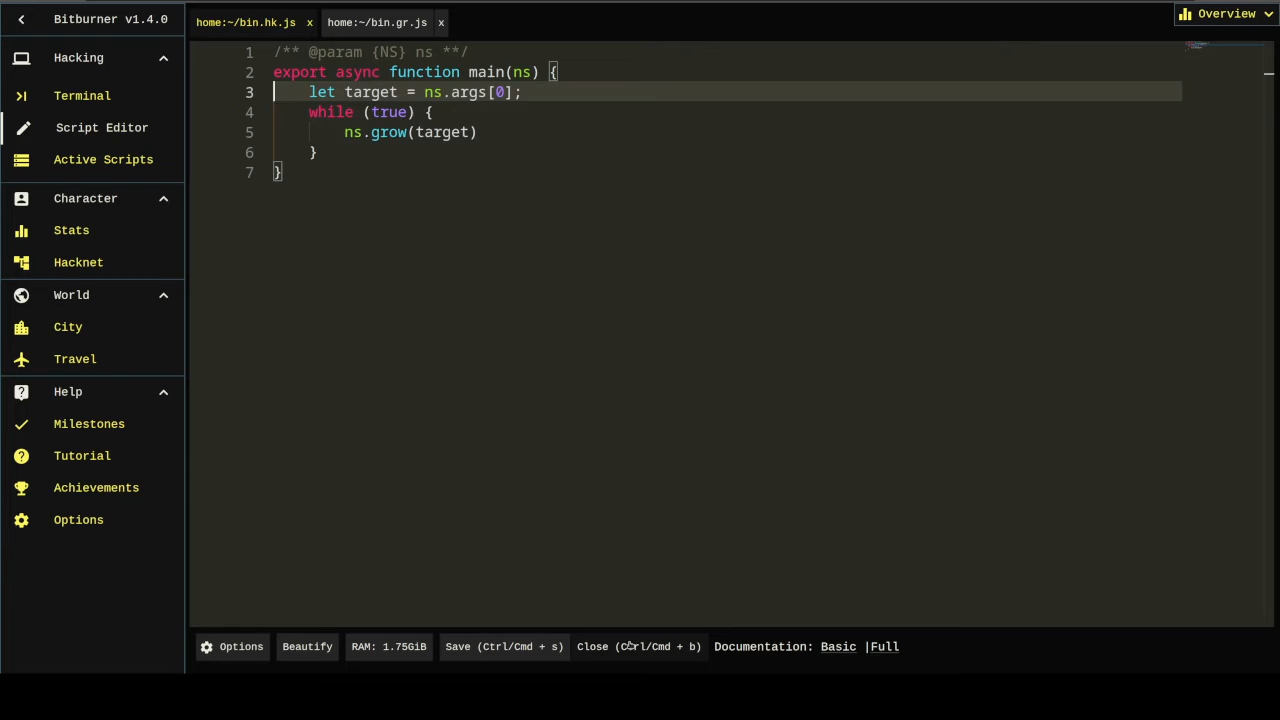 Bitburner v1.4.0
Hacking
Terminal
Script Editor
Active Scripts
Character
Stats
Hacknet
World
City
Travel
Help
Milestones
Tutorial
Achievements
Options
home:~/bin.hk.js x
home:~/bin.gr.js x
Overview
1 /** @param {NS} ns **/
2 export async function main(ns) {
3 let target = ns.args[0];
4 while (true) {
5 ns.grow(target)
6 }
7 }
Options
Beautify
RAM: 1.75GiB
Save (Ctrl/Cmd + s)
Close (Ctrl/Cmd + b)
Documentation: Basic |Full